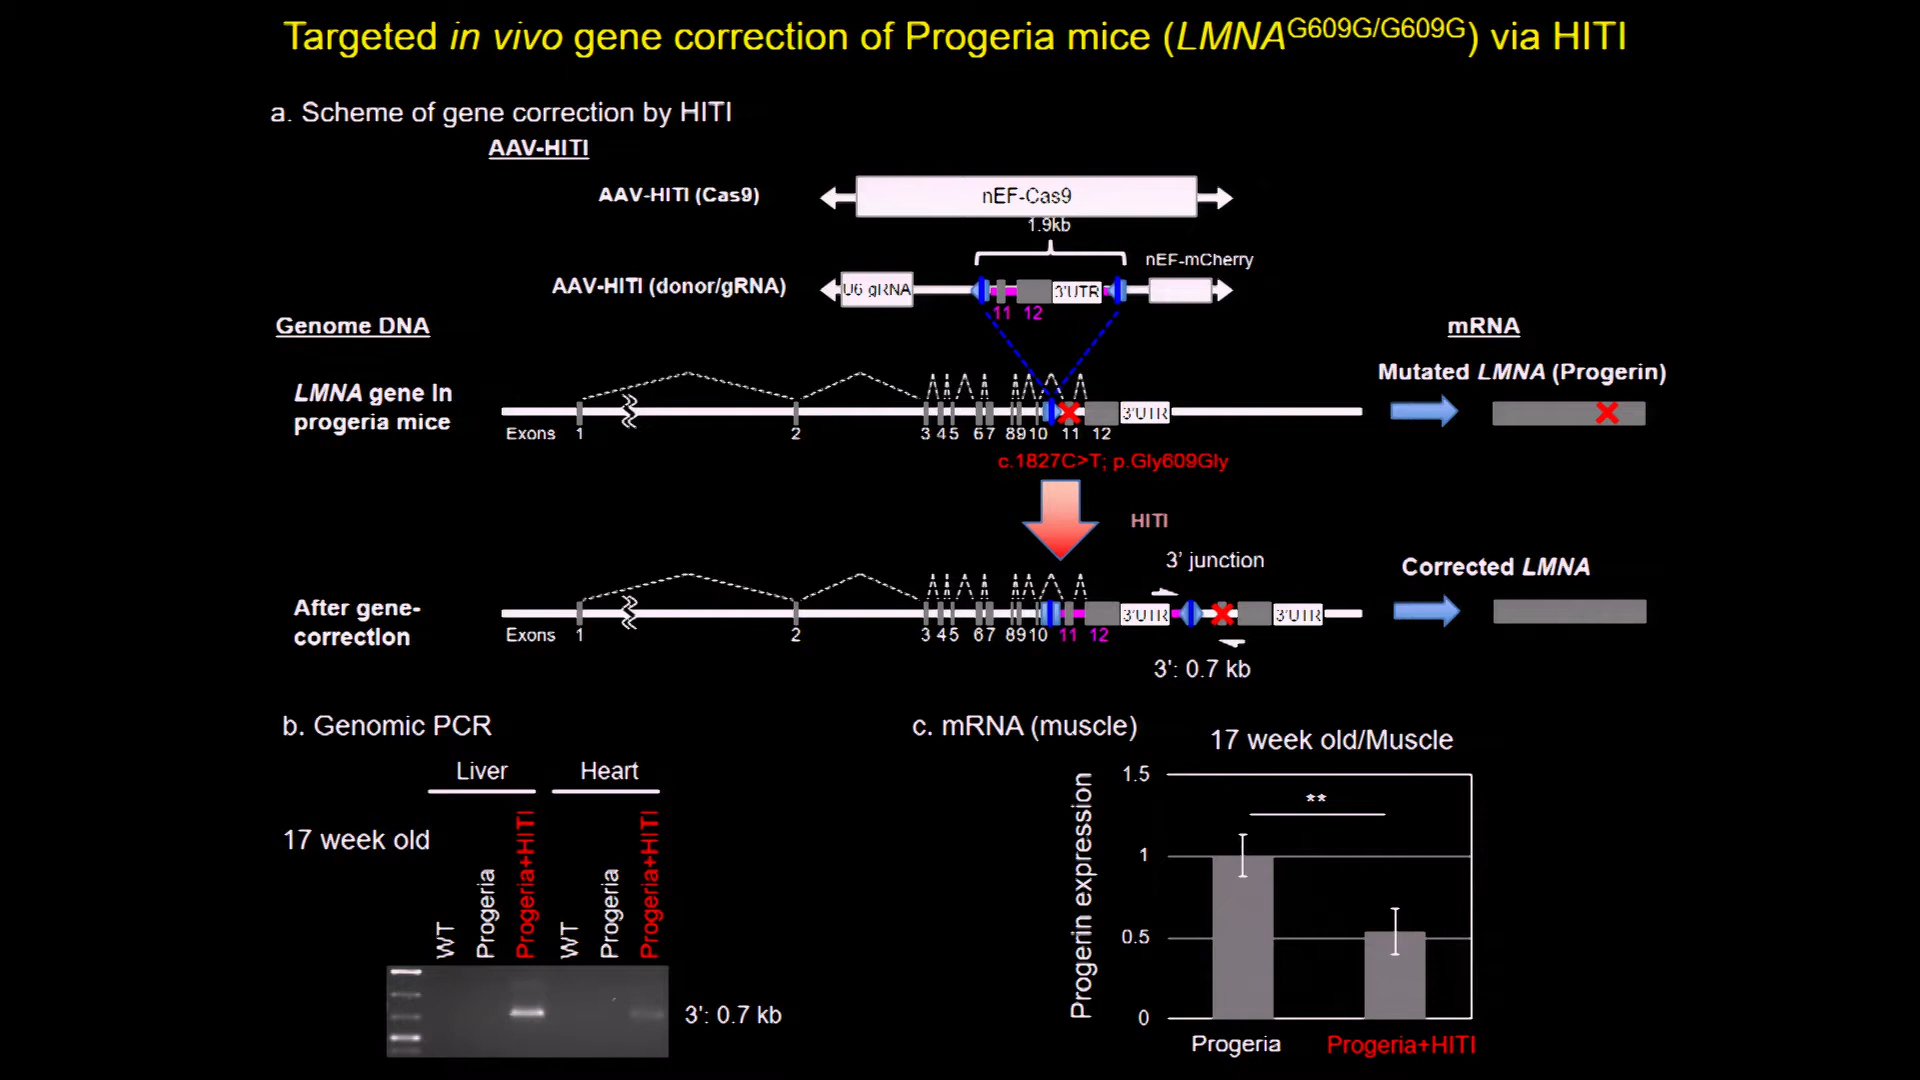 Targeted in vivo gene correction of Progeria mice (LMNAG609G/G609G) via HITI
a. Scheme of gene correction by HITI
AAV-HITI
AAV-HITI (Cas9)
nEF-Cas9
1.9kb
AAV-HITI (donor/gRNA)
U6 gRNA
3'UTR
nEF-mCherry
11 12
Genome DNA
mRNA
LMNA gene in
progeria mice
3'UTR
Exons 1 2 3 4 5 6 7 8 9 10 11 12
c.1827C>T; p.Gly609Gly
Mutated LMNA (Progerin)
HITI
3' junction
After gene-
correction
3'UTR 3'UTR
Exons 1 2 3 4 5 6 7 8 9 10 11 12
3': 0.7 kb
Corrected LMNA
b. Genomic PCR
Liver Heart
17 week old
WT
Progeria
Progeria+HITI
WT
Progeria
Progeria+HITI
3': 0.7 kb
c. mRNA (muscle)
17 week old/Muscle
Progerin expression
1.5
1
0.5
0
**
Progeria
Progeria+HITI